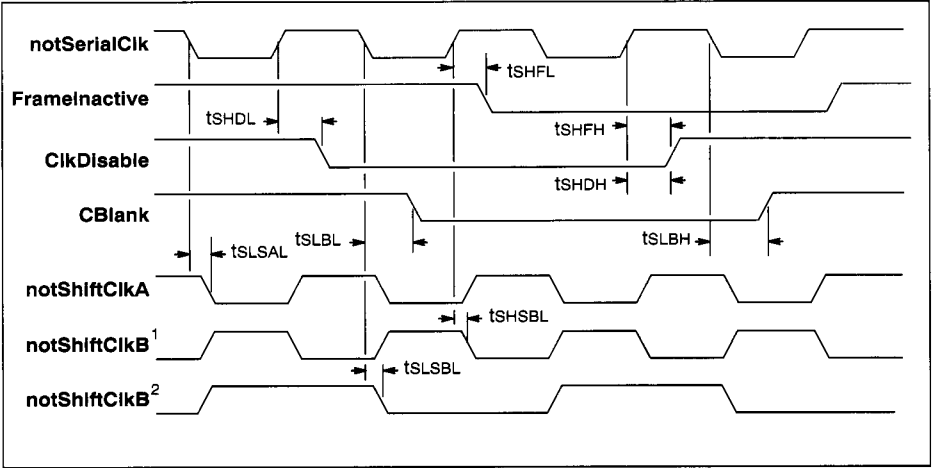 notSerialClk
tSHFL
FrameInactive
tSHDL
tSHFH
ClkDisable
tSHDH
CBlank
tSLSAL
tSLBL
tSLBH
notShiftClkA
tSHSBL
notShiftClkB1
tSLSBL
notShiftClkB2